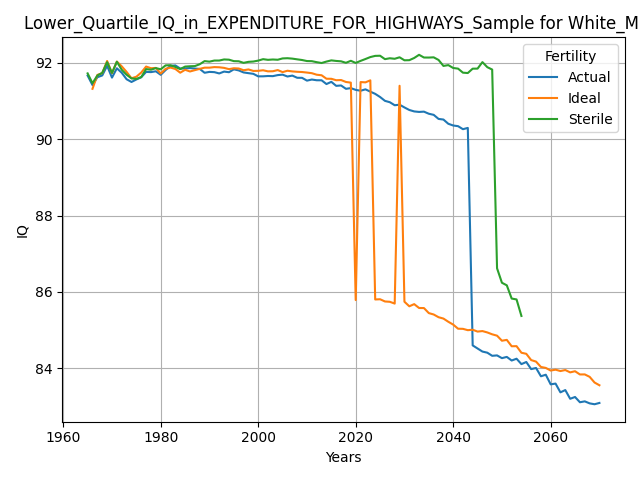 Lower_Quartile_IQ_in_EXPENDITURE_FOR_HIGHWAYS_Sample for White_M
Fertility
Actual
Ideal
Sterile
IQ
92
90
88
86
84
1960
1980
2000
2020
2040
2060
Years